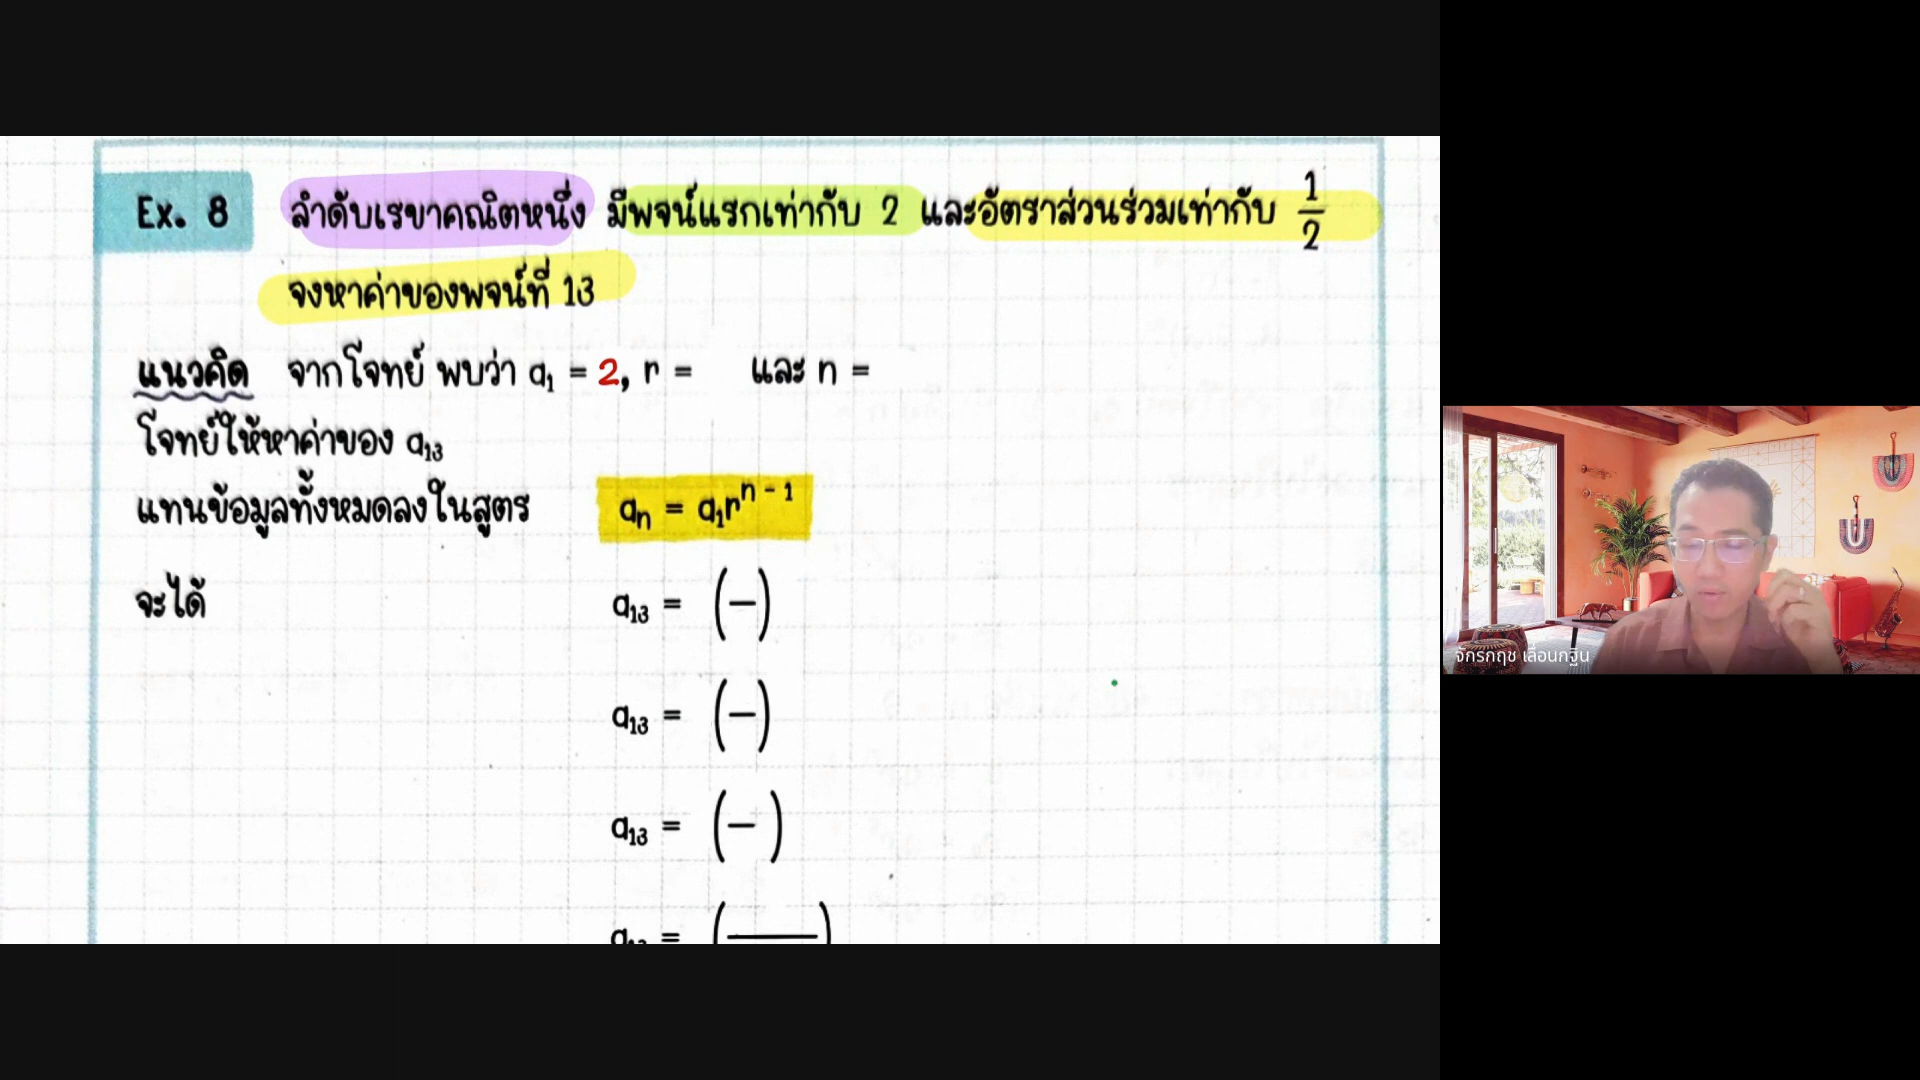 Ex. 8 ลำดับเรขาคณิตหนึ่ง มีพจน์แรกเท่ากับ 2 และอัตราส่วนร่วมเท่ากับ 1/2
จงหาค่าของพจน์ที่ 13
แนวคิด จากโจทย์ พบว่า a₁ = 2, r = และ n =
โจทย์ให้หาค่าของ a₁₃
แทนข้อมูลทั้งหมดลงในสูตร aₙ = a₁rⁿ⁻¹
จะได้ a₁₃ = (—)
a₁₃ = (—)
a₁₃ = (—)
a₁₃ = (—)
จักรกฤช เลื่อนกฐิน